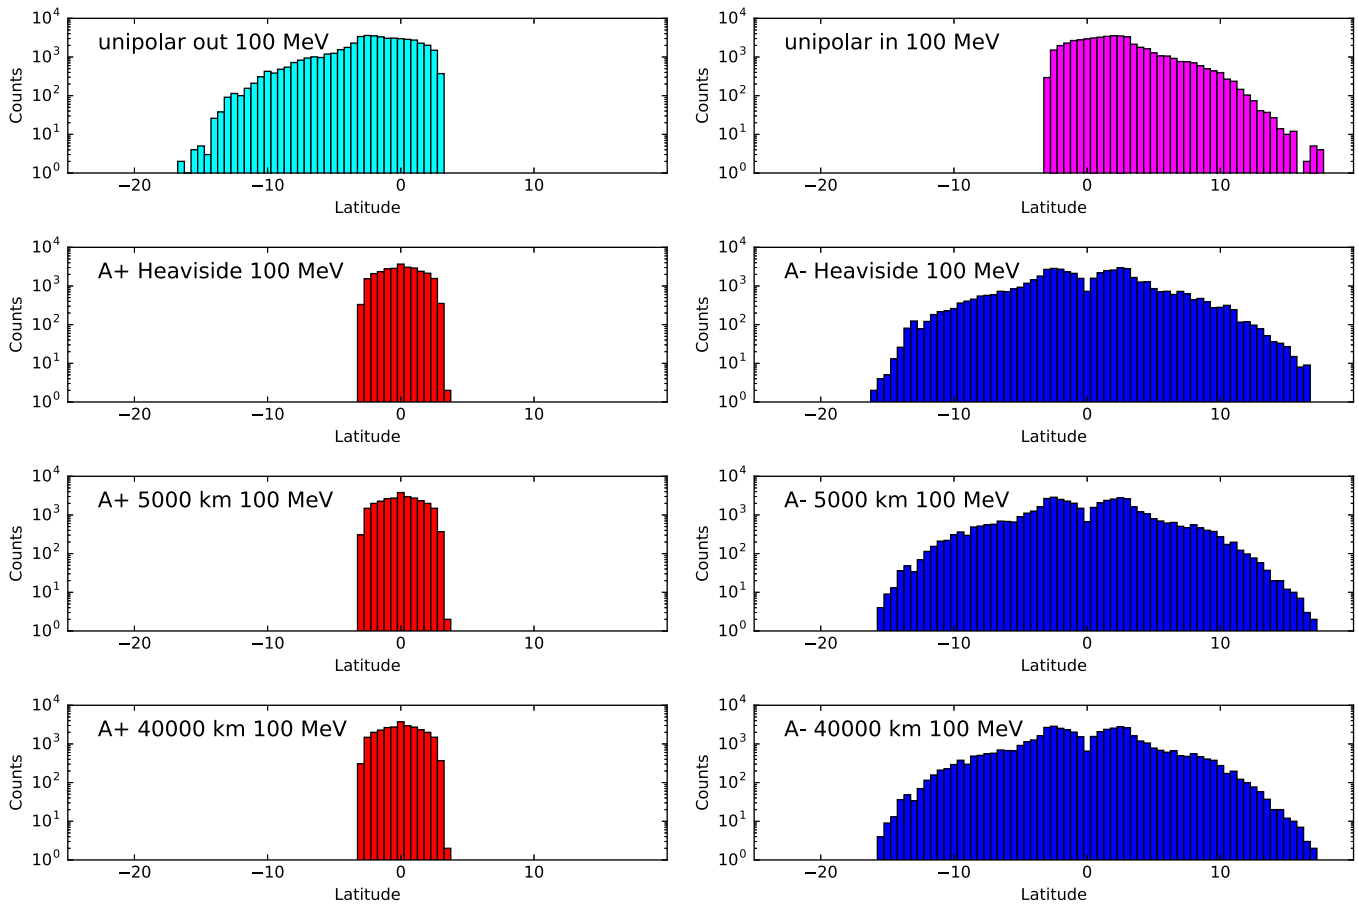 unipolar out 100 MeV
Counts
10^4
10^3
10^2
10^1
10^0
−20 −10 0 10
Latitude
unipolar in 100 MeV
Counts
10^4
10^3
10^2
10^1
10^0
−20 −10 0 10
Latitude
A+ Heaviside 100 MeV
Counts
10^4
10^3
10^2
10^1
10^0
−20 −10 0 10
Latitude
A- Heaviside 100 MeV
Counts
10^4
10^3
10^2
10^1
10^0
−20 −10 0 10
Latitude
A+ 5000 km 100 MeV
Counts
10^4
10^3
10^2
10^1
10^0
−20 −10 0 10
Latitude
A- 5000 km 100 MeV
Counts
10^4
10^3
10^2
10^1
10^0
−20 −10 0 10
Latitude
A+ 40000 km 100 MeV
Counts
10^4
10^3
10^2
10^1
10^0
−20 −10 0 10
Latitude
A- 40000 km 100 MeV
Counts
10^4
10^3
10^2
10^1
10^0
−20 −10 0 10
Latitude